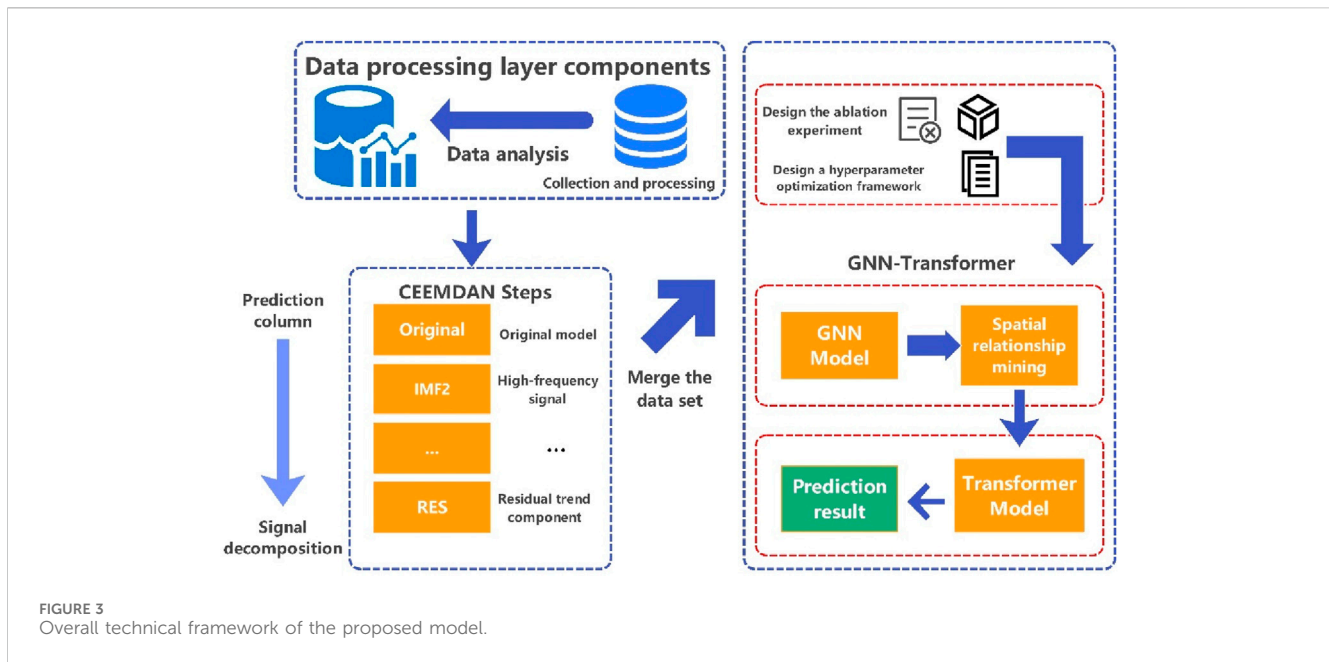 Data processing layer components
Data analysis
Collection and processing
Prediction
column
Signal
decomposition
CEEMDAN Steps
Original
Original model
IMF2
High-frequency
signal
...
...
RES
Residual trend
component
Merge the
data set
Design the ablation
experiment
Design a hyperparameter
optimization framework
GNN-Transformer
GNN
Model
Spatial
relationship
mining
Transformer
Model
Prediction
result
FIGURE 3
Overall technical framework of the proposed model.